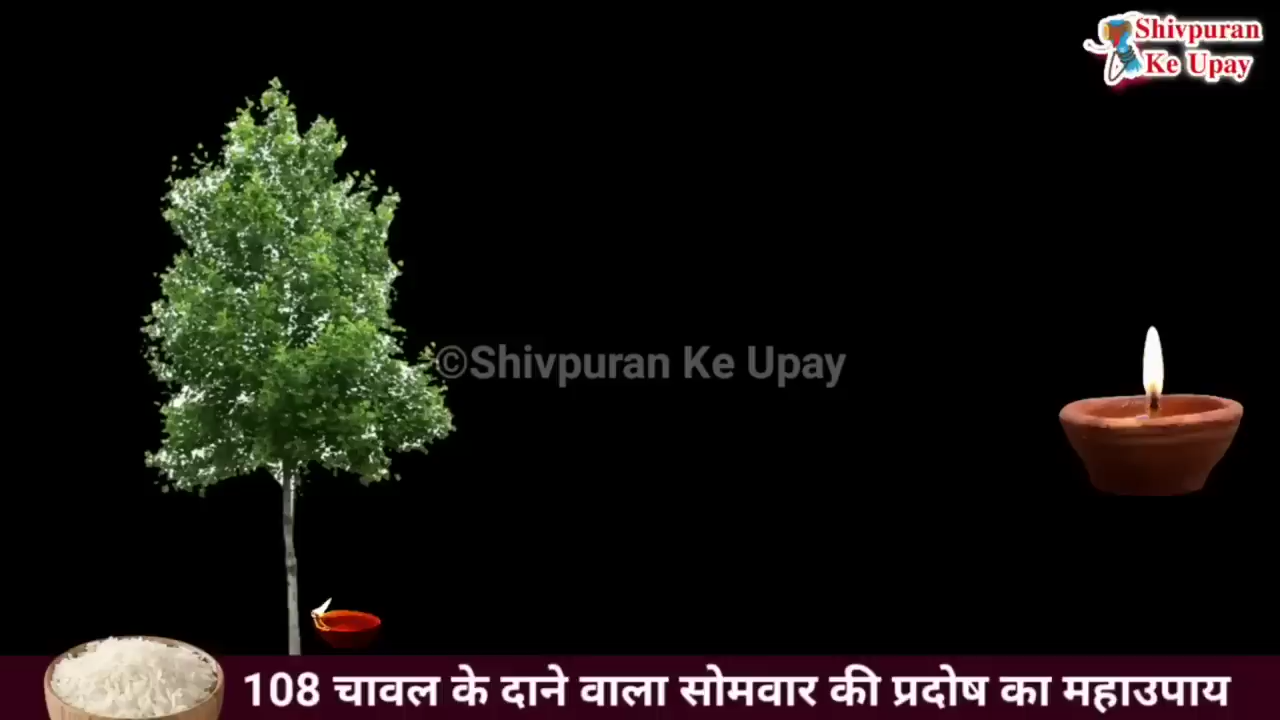 Shivpuran
Ke Upay
©Shivpuran Ke Upay
108 चावल के दाने वाला सोमवार की प्रदोष का महाउपाय